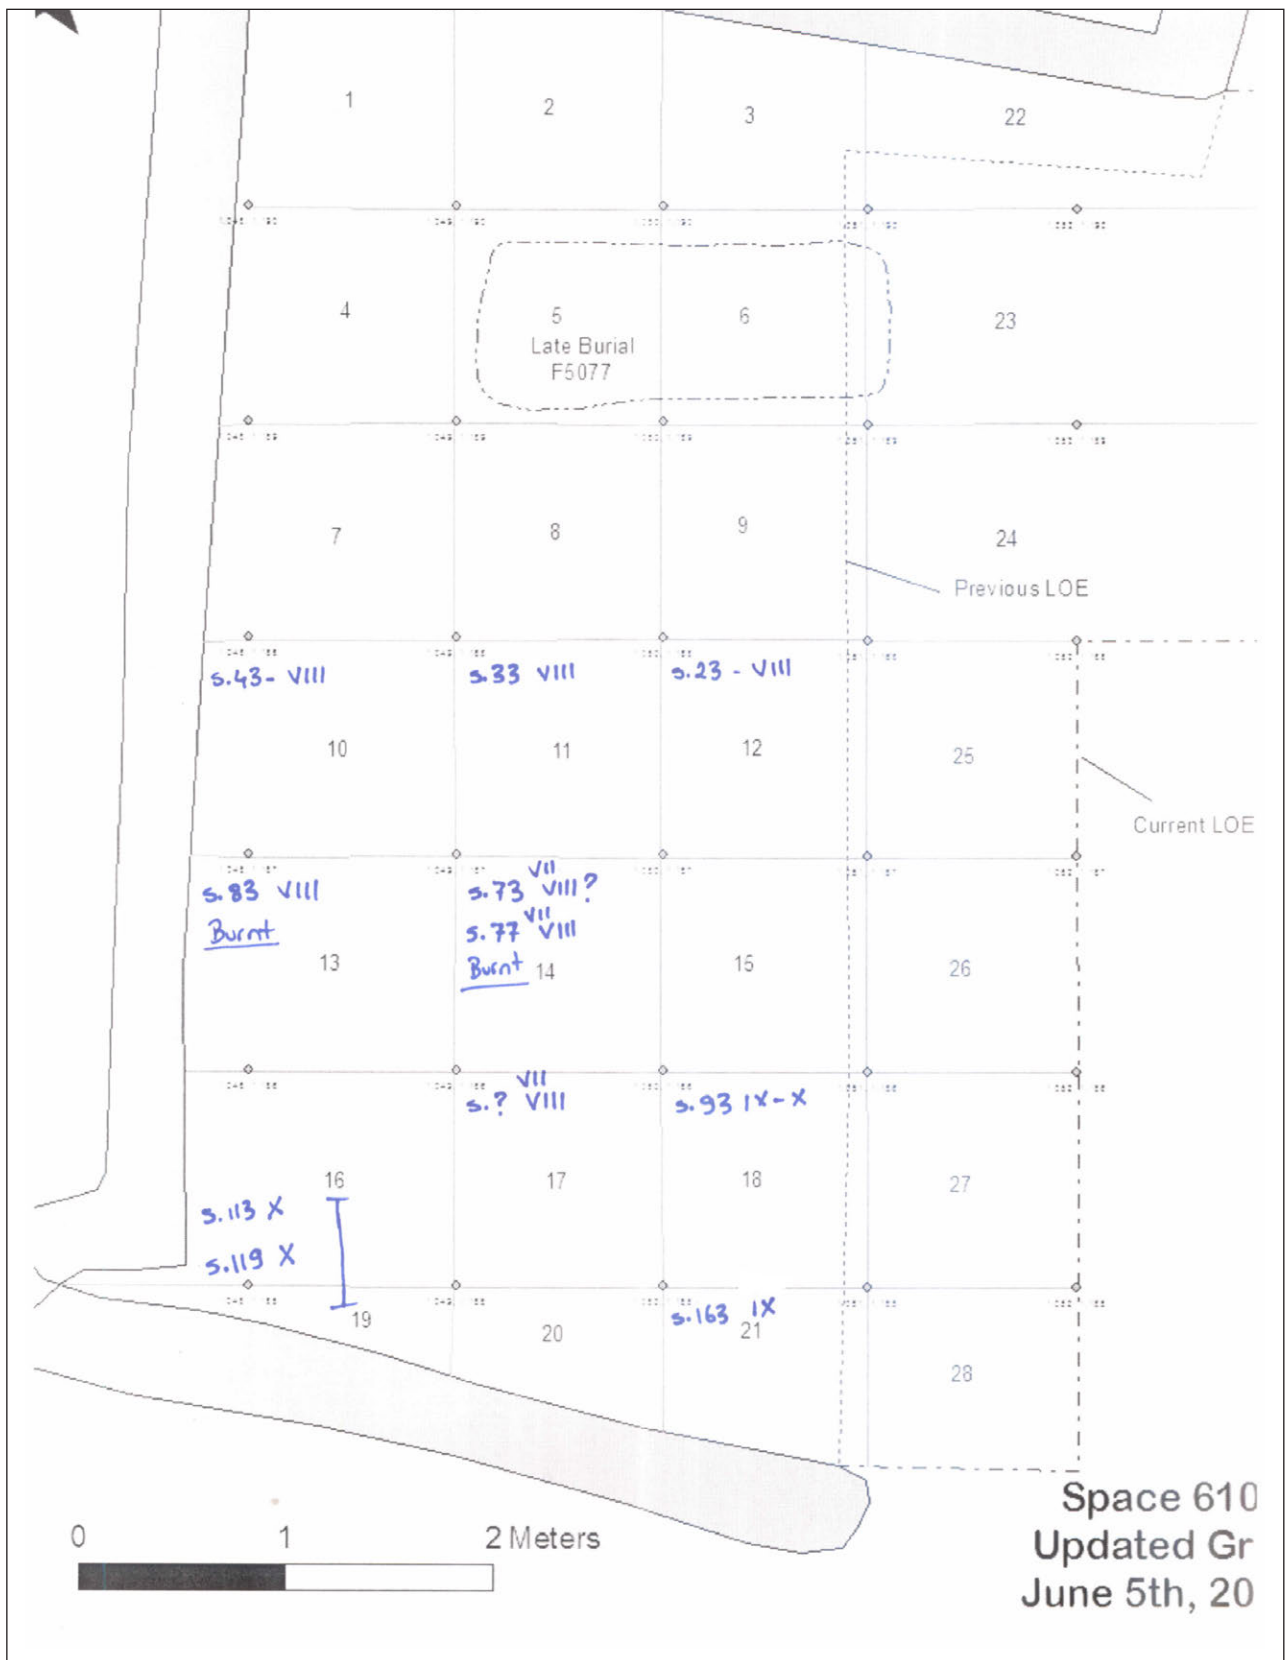 1
2
3
22
4
5
6
23
Late Burial
F5077
7
8
9
24
Previous LOE
s.43- VIII
s.33 VIII
s.23 - VIII
10
11
12
25
Current LOE
VII
s.83 VIII
s.73 VIII?
VII
s.77 VIII
Burnt
Burnt
13
14
15
26
VII
s.? VIII
s.93 IX-X
16
17
18
27
s.113 X
s.119 X
s.163 IX
19
20
21
28
0 1 2 Meters
Space 610
Updated Gr
June 5th, 20